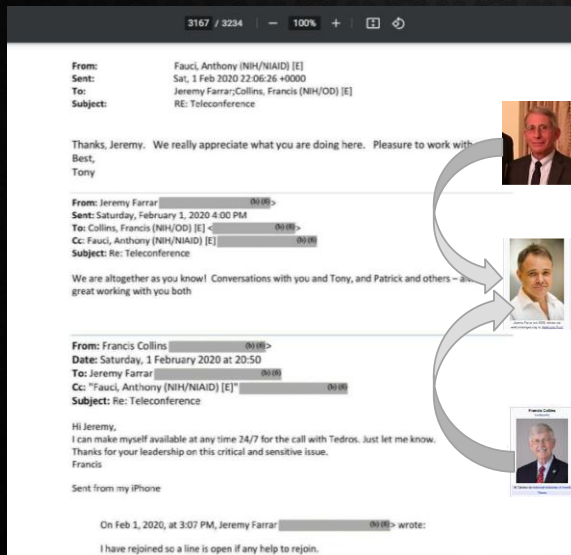 3167 / 3234 — 100% +
From: Fauci, Anthony (NIH/NIAID) [E]
Sent: Sat, 1 Feb 2020 22:06:26 +0000
To: Jeremy Farrar;Collins, Francis (NIH/OD) [E]
Subject: RE: Teleconference
Thanks, Jeremy. We really appreciate what you are doing here. Pleasure to work with
Best,
Tony
From: Jeremy Farrar (b) (6)>
Sent: Saturday, February 1, 2020 4:00 PM
To: Collins, Francis (NIH/OD) [E] < (b) (6)>
Cc: Fauci, Anthony (NIH/NIAID) [E] (b) (6)
Subject: Re: Teleconference
We are altogether as you know! Conversations with you and Tony, and Patrick and others –
great working with you both
From: Francis Collins (b) (6)>
Date: Saturday, 1 February 2020 at 20:50
To: Jeremy Farrar (b) (6)
Cc: "Fauci, Anthony (NIH/NIAID) [E]" (b) (6)
Subject: Re: Teleconference
Hi Jeremy,
I can make myself available at any time 24/7 for the call with Tedros. Just let me know.
Thanks for your leadership on this critical and sensitive issue.
Francis
Sent from my iPhone
On Feb 1, 2020, at 3:07 PM, Jeremy Farrar (b) (6)> wrote:
I have rejoined so a line is open if any help to rejoin.
Francis Collins